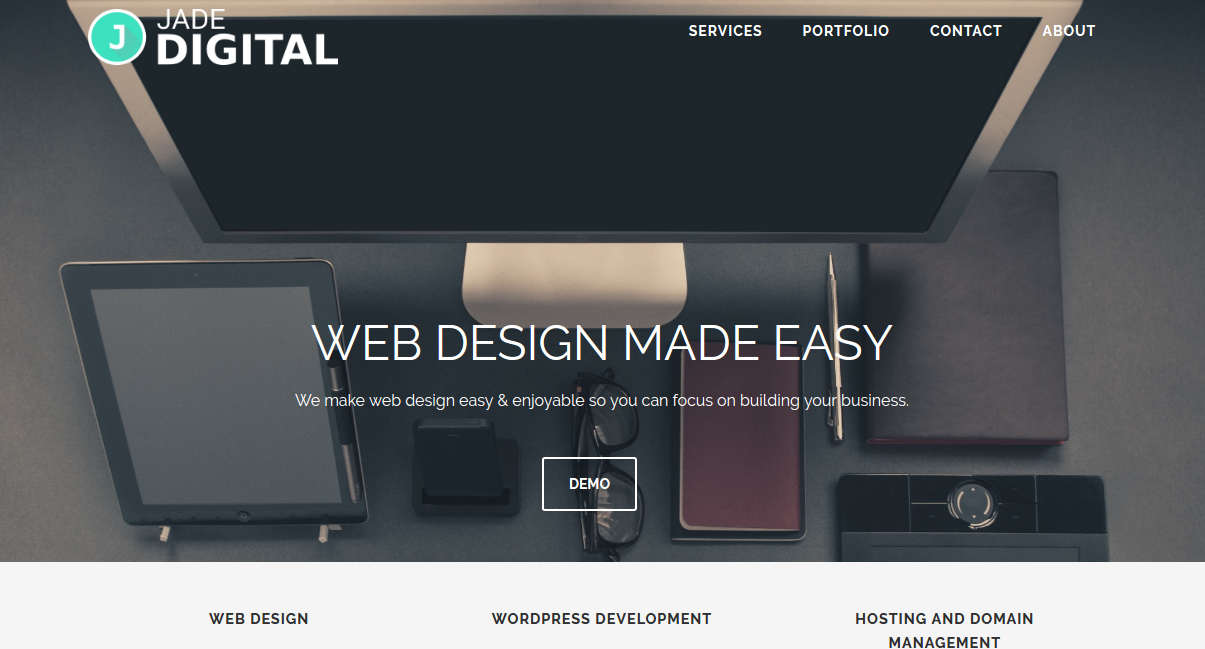 J
JADE
DIGITAL
SERVICES PORTFOLIO CONTACT ABOUT
WEB DESIGN MADE EASY
We make web design easy & enjoyable so you can focus on building your business.
DEMO
WEB DESIGN
WORDPRESS DEVELOPMENT
HOSTING AND DOMAIN
MANAGEMENT